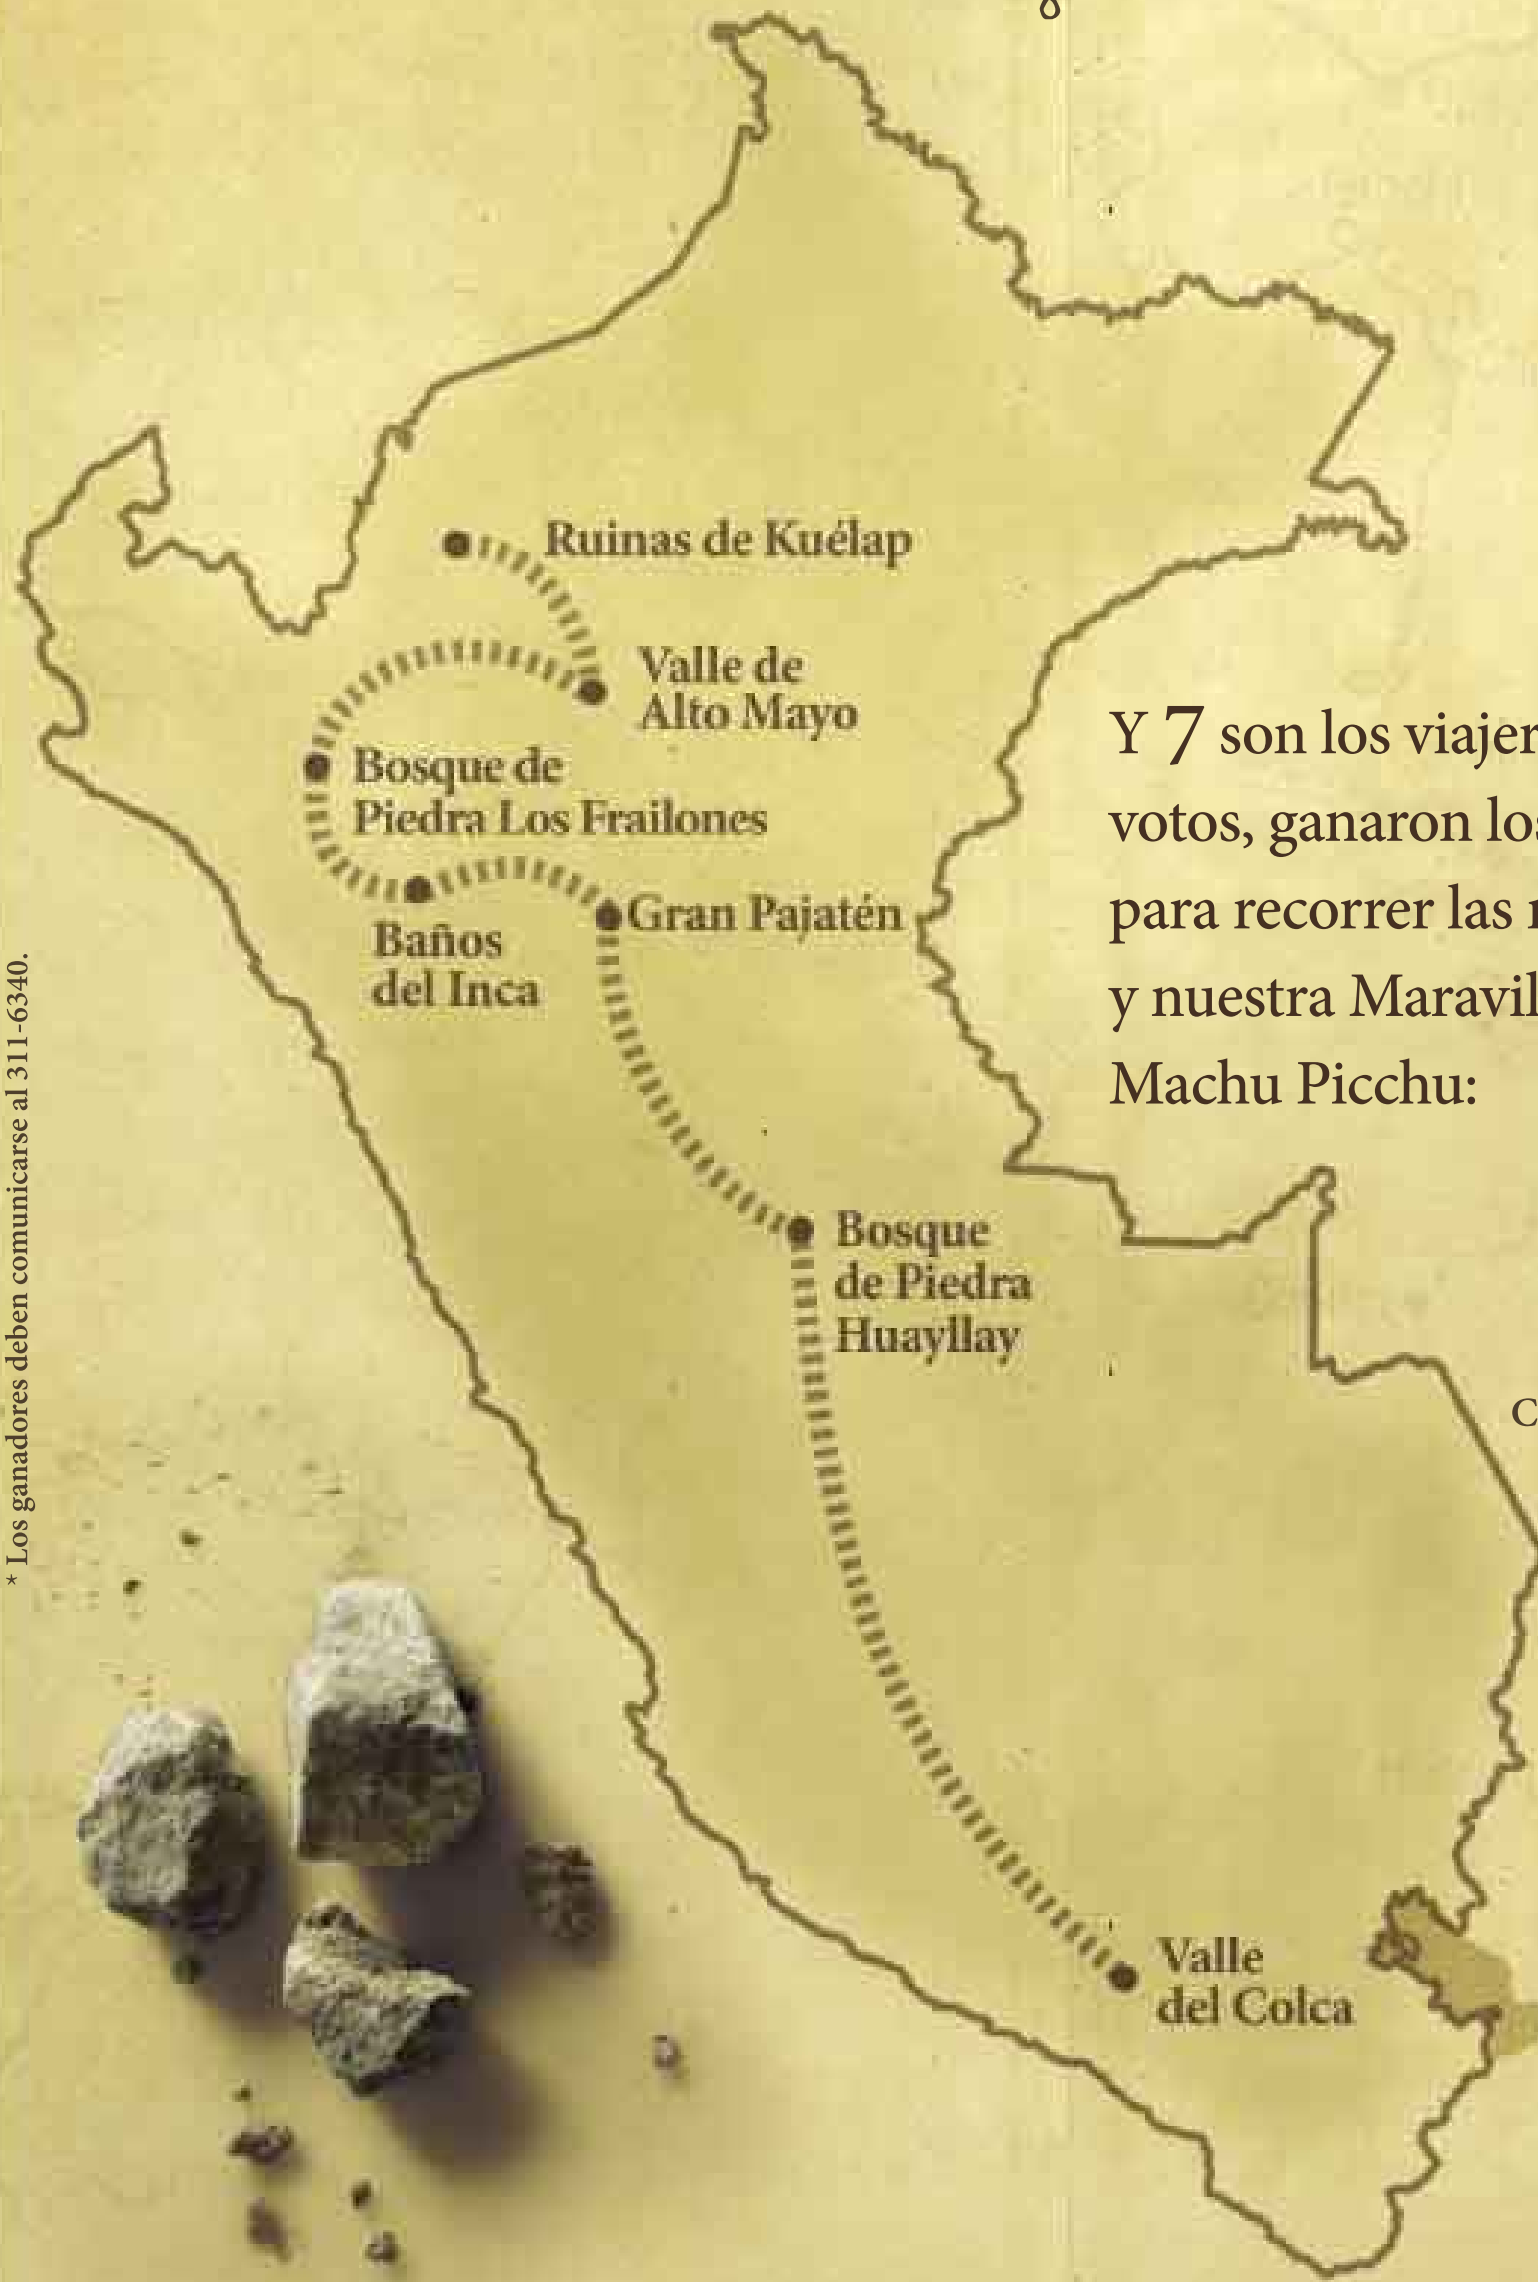 Ruinas de Kuélap
Valle de
Alto Mayo
Bosque de
Piedra Los Frailones
Baños
del Inca
Gran Pajatén
Bosque
de Piedra
Huayllay
Valle
del Colca
Y 7 son los viajer
votos, ganaron los
para recorrer las
y nuestra Maravil
Machu Picchu:
C
* Los ganadores deben comunicarse al 311-6340.